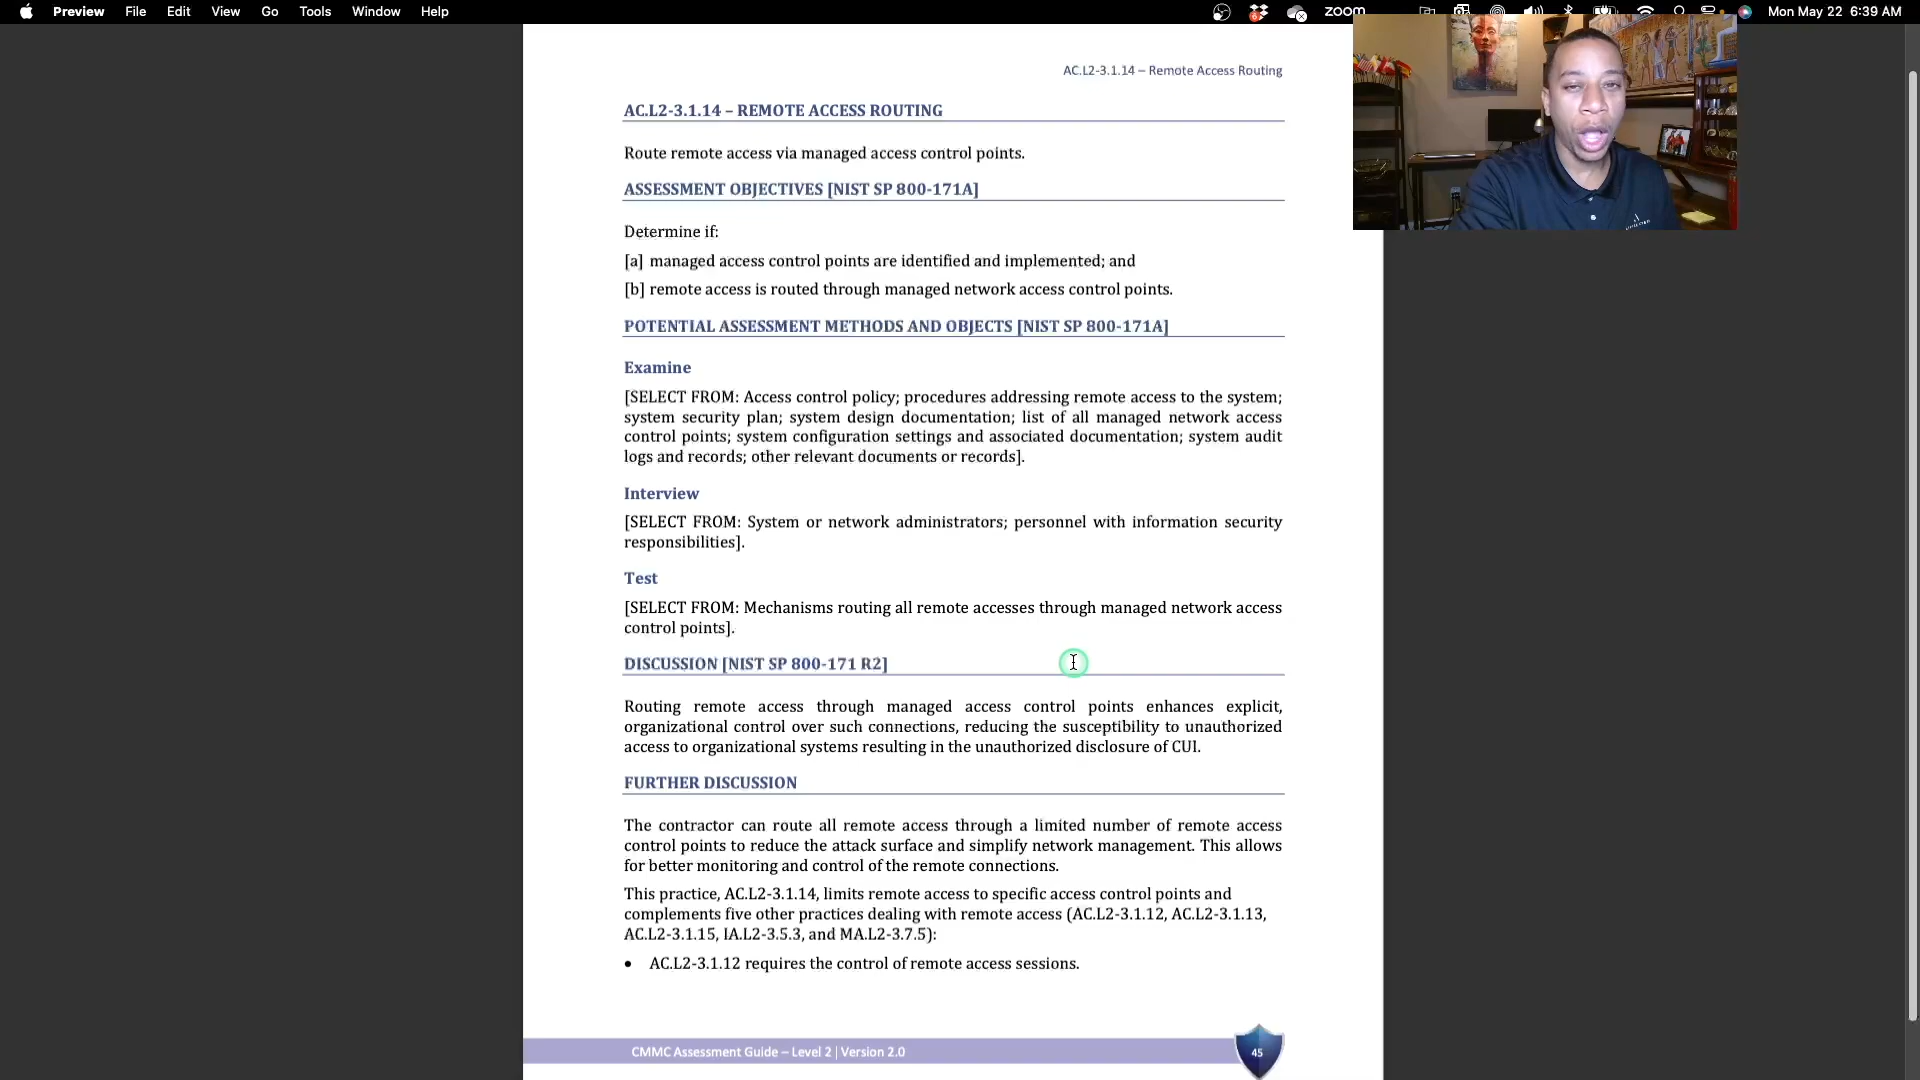 Preview File Edit View Go Tools Window Help
zoom
Mon May 22 6:39 AM
AC.L2-3.1.14 – Remote Access Routing
AC.L2-3.1.14 – REMOTE ACCESS ROUTING
Route remote access via managed access control points.
ASSESSMENT OBJECTIVES [NIST SP 800-171A]
Determine if:
[a] managed access control points are identified and implemented; and
[b] remote access is routed through managed network access control points.
POTENTIAL ASSESSMENT METHODS AND OBJECTS [NIST SP 800-171A]
Examine
[SELECT FROM: Access control policy; procedures addressing remote access to the system;
system security plan; system design documentation; list of all managed network access
control points; system configuration settings and associated documentation; system audit
logs and records; other relevant documents or records].
Interview
[SELECT FROM: System or network administrators; personnel with information security
responsibilities].
Test
[SELECT FROM: Mechanisms routing all remote accesses through managed network access
control points].
DISCUSSION [NIST SP 800-171 R2]
Routing remote access through managed access control points enhances explicit,
organizational control over such connections, reducing the susceptibility to unauthorized
access to organizational systems resulting in the unauthorized disclosure of CUI.
FURTHER DISCUSSION
The contractor can route all remote access through a limited number of remote access
control points to reduce the attack surface and simplify network management. This allows
for better monitoring and control of the remote connections.
This practice, AC.L2-3.1.14, limits remote access to specific access control points and
complements five other practices dealing with remote access (AC.L2-3.1.12, AC.L2-3.1.13,
AC.L2-3.1.15, IA.L2-3.5.3, and MA.L2-3.7.5):
• AC.L2-3.1.12 requires the control of remote access sessions.
CMMC Assessment Guide – Level 2 | Version 2.0
45